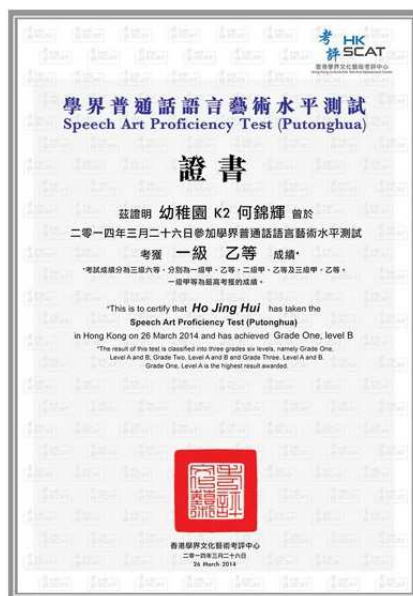 考 HK
評 SCAT
香港學界文化藝術考評中心
學界普通話語言藝術水平測試
Speech Art Proficiency Test (Putonghua)
證書
茲證明 幼稚園 K2 何錦輝 曾於
二零一四年三月二十六日參加學界普通話語言藝術水平測試
考獲 一級 乙等 成績*
*考試成績分為三級六等，分別為一級甲、乙等，二級甲、乙等及三級甲、乙等。
一級甲等為最高考獲的成績。
*This is to certify that Ho Jing Hui has taken the
Speech Art Proficiency Test (Putonghua)
in Hong Kong on 26 March 2014 and has achieved Grade One, level B
*The result of this test is classified into three grades six levels, namely Grade One,
Level A and B, Grade Two, Level A and B and Grade Three. Level A and B.
Grade One, Level A is the highest result awarded.
香港學界文化藝術考評中心
二零一四年三月二十六日
26 March 2014